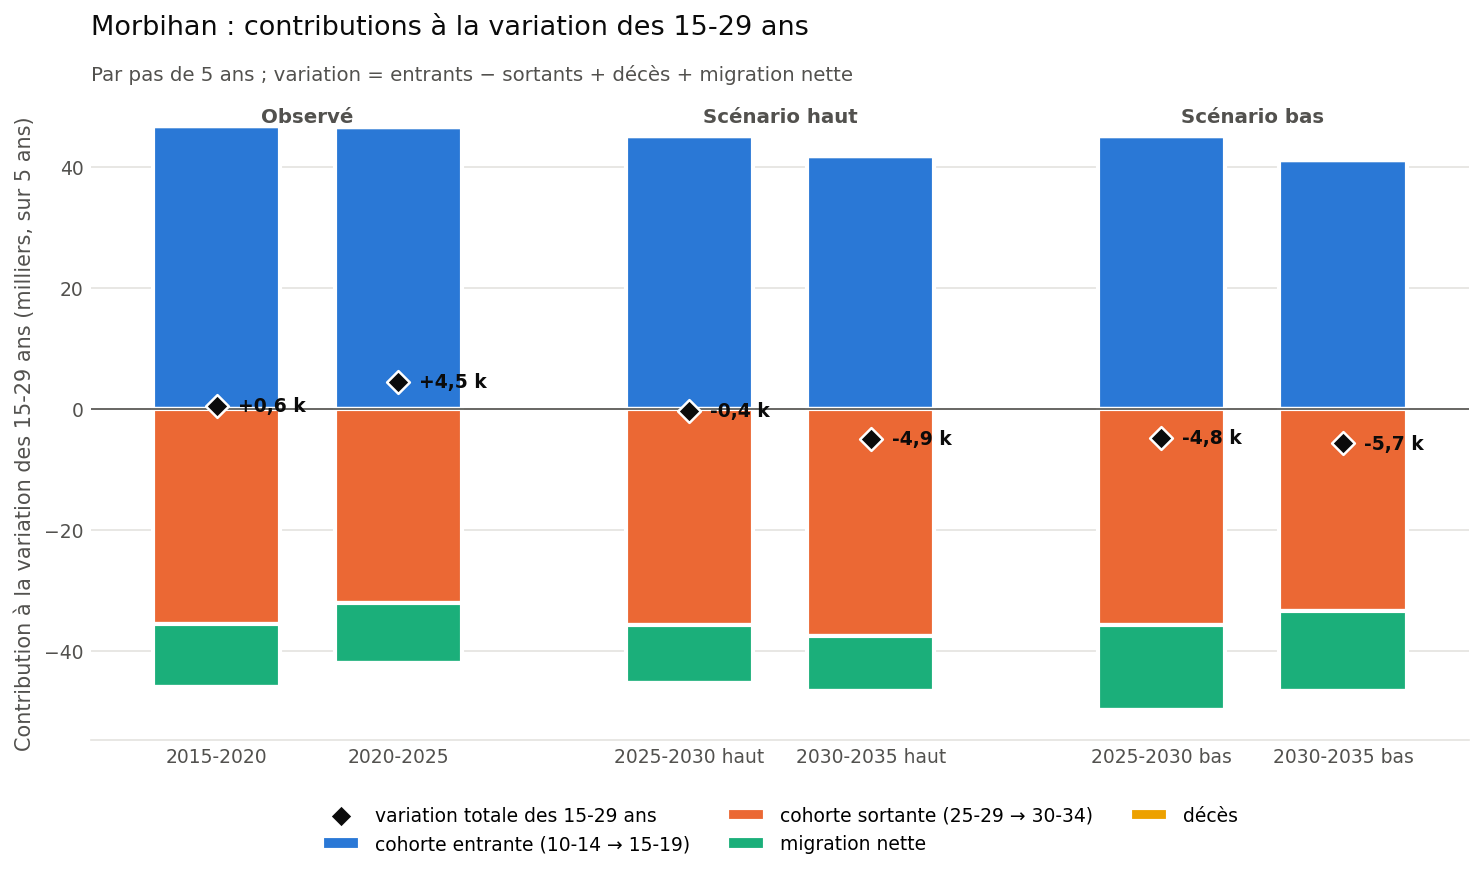 Morbihan : contributions à la variation des 15-29 ans
Par pas de 5 ans ; variation = entrants − sortants + décès + migration nette
Contribution à la variation des 15-29 ans (milliers, sur 5 ans)
Observé
Scénario haut
Scénario bas
40
20
0
−20
−40
+0,6 k
+4,5 k
-0,4 k
-4,9 k
-4,8 k
-5,7 k
2015-2020
2020-2025
2025-2030 haut
2030-2035 haut
2025-2030 bas
2030-2035 bas
variation totale des 15-29 ans
cohorte entrante (10-14 → 15-19)
cohorte sortante (25-29 → 30-34)
migration nette
décès